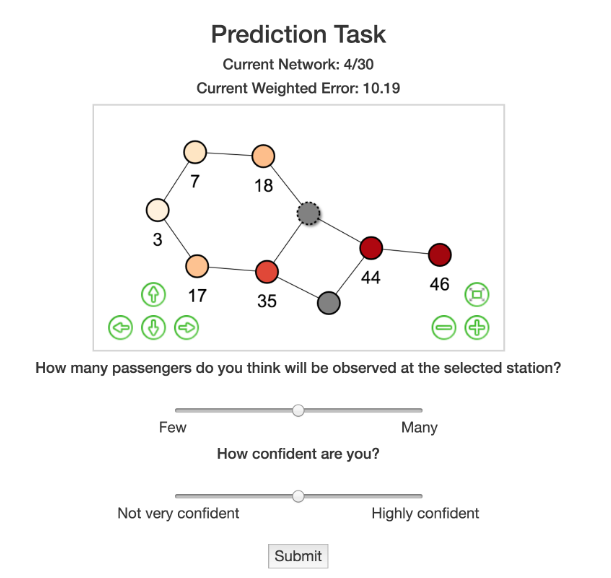 Prediction Task
Current Network: 4/30
Current Weighted Error: 10.19
7
18
3
44
46
17
35
How many passengers do you think will be observed at the selected station?
Few Many
How confident are you?
Not very confident Highly confident
Submit